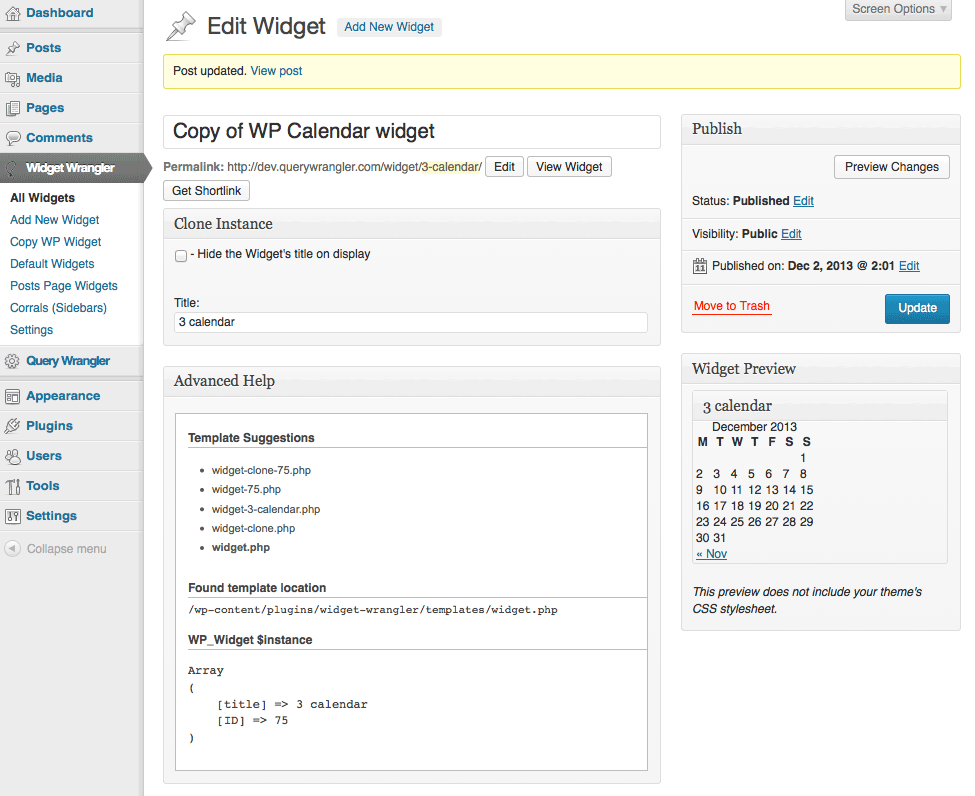 Dashboard
Posts
Media
Pages
Comments
Widget Wrangler
All Widgets
Add New Widget
Copy WP Widget
Default Widgets
Posts Page Widgets
Corrals (Sidebars)
Settings
Query Wrangler
Appearance
Plugins
Users
Tools
Settings
Collapse menu
Screen Options
Edit Widget Add New Widget
Post updated. View post
Copy of WP Calendar widget
Permalink: http://dev.querywrangler.com/widget/3-calendar/ Edit View Widget
Get Shortlink
Clone Instance
- Hide the Widget's title on display
Title:
3 calendar
Advanced Help
Template Suggestions
• widget-clone-75.php
• widget-75.php
• widget-3-calendar.php
• widget-clone.php
• widget.php
Found template location
/wp-content/plugins/widget-wrangler/templates/widget.php
WP_Widget $instance
Array
(
[title] => 3 calendar
[ID] => 75
)
Publish
Preview Changes
Status: Published Edit
Visibility: Public Edit
11 Published on: Dec 2, 2013 @ 2:01 Edit
Move to Trash Update
Widget Preview
3 calendar
December 2013
M T W T F S S
1
2 3 4 5 6 7 8
9 10 11 12 13 14 15
16 17 18 19 20 21 22
23 24 25 26 27 28 29
30 31
« Nov
This preview does not include your theme's
CSS stylesheet.